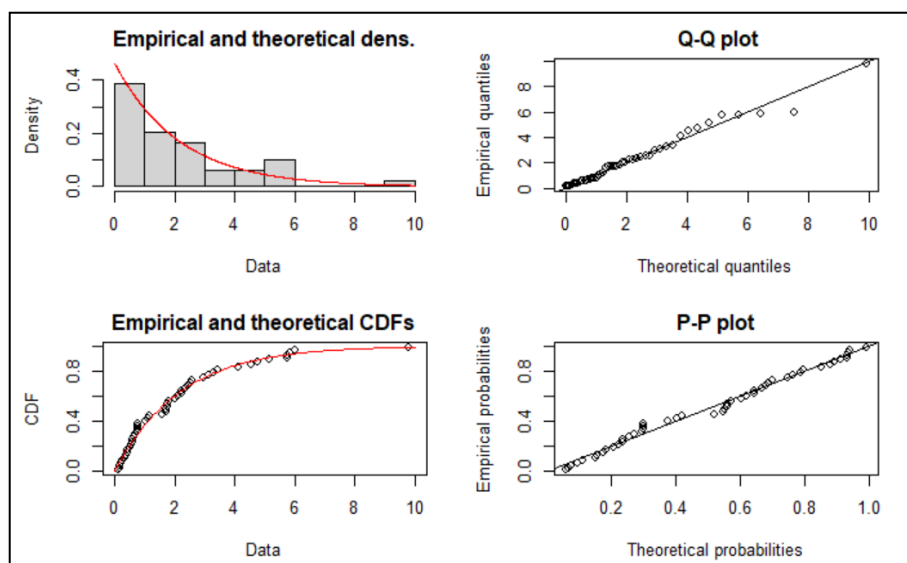 Empirical and theoretical dens.
Density
0.0 0.2 0.4
0 2 4 6 8 10
Data
Q-Q plot
Empirical quantiles
0 2 4 6 8
0 2 4 6 8 10
Theoretical quantiles
Empirical and theoretical CDFs
CDF
0.0 0.4 0.8
0 2 4 6 8 10
Data
P-P plot
Empirical probabilities
0.0 0.4 0.8
0.2 0.4 0.6 0.8 1.0
Theoretical probabilities